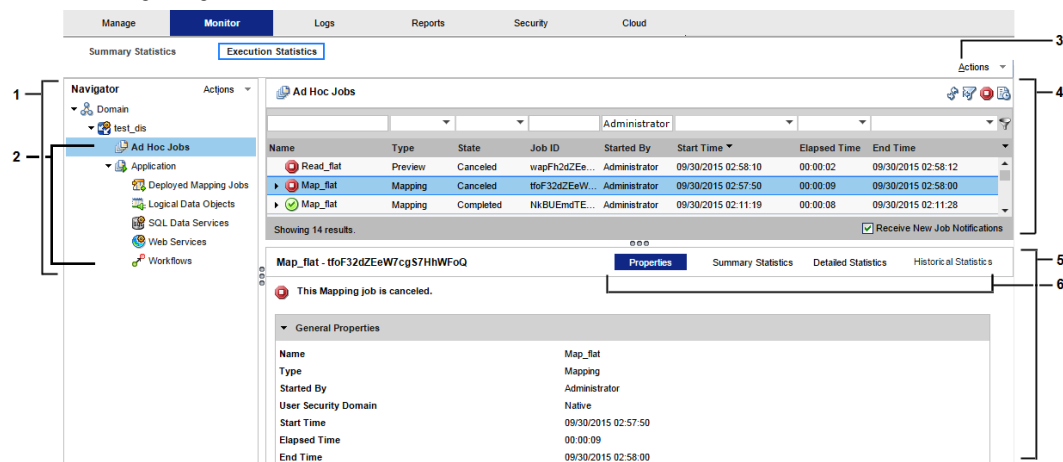 Manage Monitor Logs Reports Security Cloud
Summary Statistics Execution Statistics
3
Actions
1
Navigator Actions
Domain
test_dis
Ad Hoc Jobs
Application
Deployed Mapping Jobs
Logical Data Objects
SQL Data Services
Web Services
Workflows
2
Ad Hoc Jobs
4
Administrator
Name Type State Job ID Started By Start Time Elapsed Time End Time
Read_flat Preview Canceled wapFh2dZEe... Administrator 09/30/2015 02:58:10 00:00:02 09/30/2015 02:58:12
Map_flat Mapping Canceled tfoF32dZEeW... Administrator 09/30/2015 02:57:50 00:00:09 09/30/2015 02:58:00
Map_flat Mapping Completed NkBUEmdTE... Administrator 09/30/2015 02:11:19 00:00:08 09/30/2015 02:11:28
Showing 14 results. Receive New Job Notifications
Map_flat - tfoF32dZEeW7cgS7HhWFoQ Properties Summary Statistics Detailed Statistics Historical Statistics
5
6
This Mapping job is canceled.
General Properties
Name Map_flat
Type Mapping
Started By Administrator
User Security Domain Native
Start Time 09/30/2015 02:57:50
Elapsed Time 00:00:09
End Time 09/30/2015 02:58:00